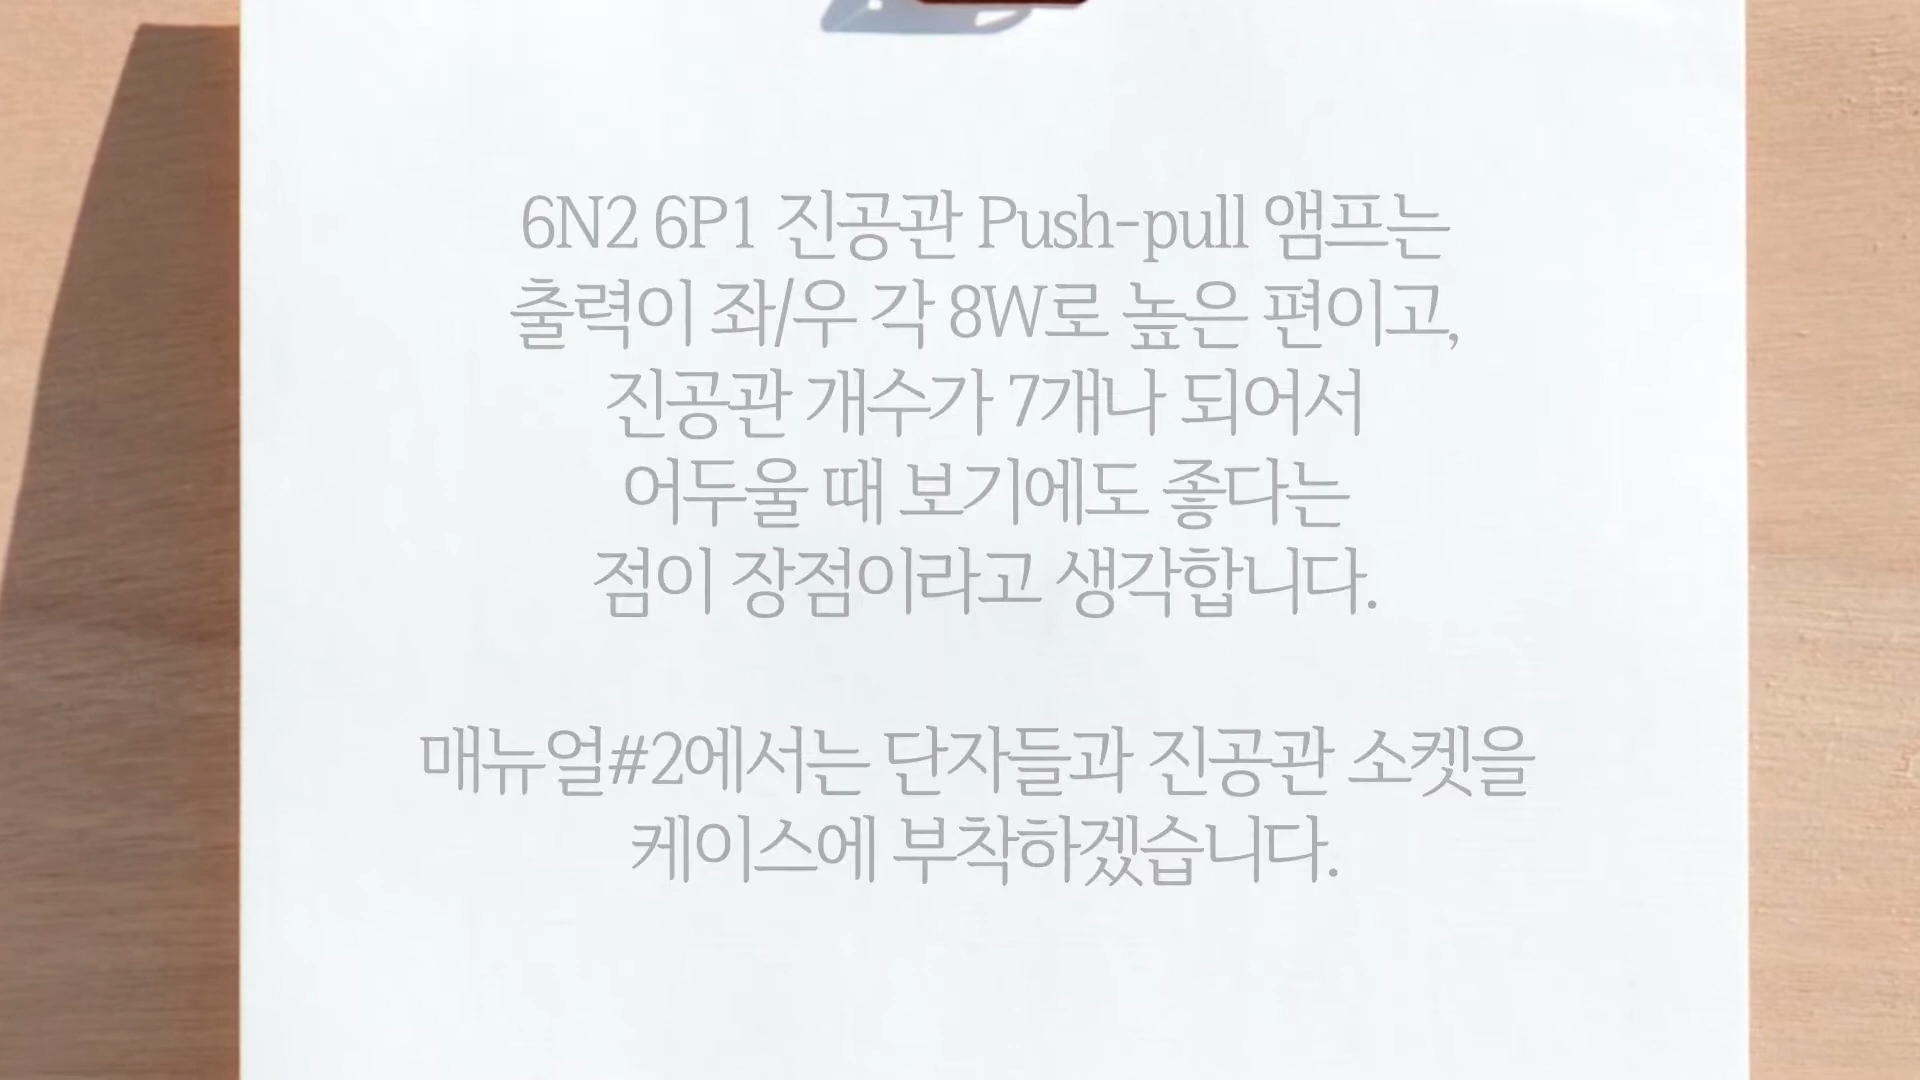 6N2 6P1 진공관 Push-pull 앰프는
출력이 좌/우 각 8W로 높은 편이고,
진공관 개수가 7개나 되어서
어두울 때 보기에도 좋다는
점이 장점이라고 생각합니다.
매뉴얼#2에서는 단자들과 진공관 소켓을
케이스에 부착하겠습니다.